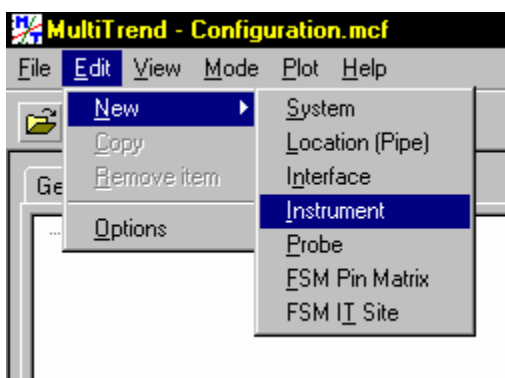 MultiTrend - Configuration.mcf
File Edit View Mode Plot Help
New
Copy
Remove item
Options
System
Location (Pipe)
Interface
Instrument
Probe
FSM Pin Matrix
FSM IT Site
Ge